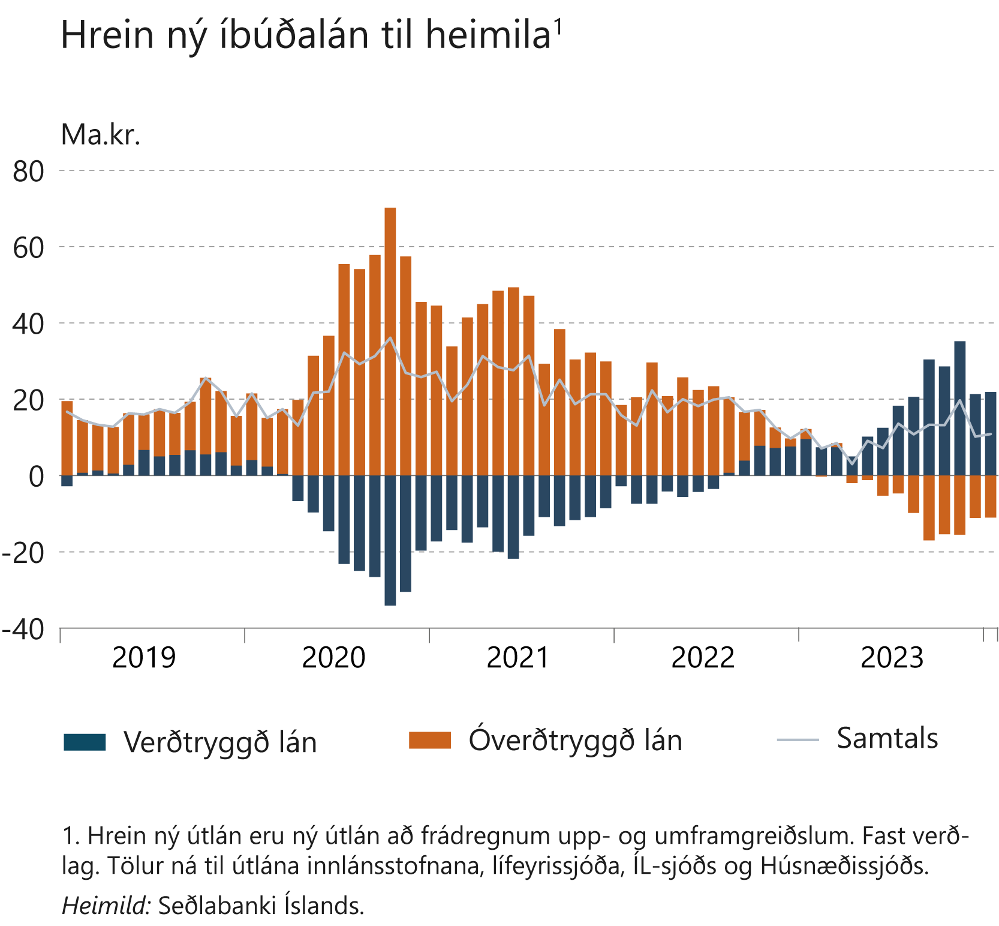 Hrein ný íbúðalán til heimila¹
Ma.kr.
80
60
40
20
0
-20
-40
2019 2020 2021 2022 2023
Verðtryggð lán Óverðtryggð lán Samtals
1. Hrein ný útlán eru ný útlán að frádregnum upp- og umframgreiðslum. Fast verð-
lag. Tölur ná til útlána innlánsstofnana, lífeyrissjóða, ÍL-sjóðs og Húsnæðissjóðs.
Heimild: Seðlabanki Íslands.